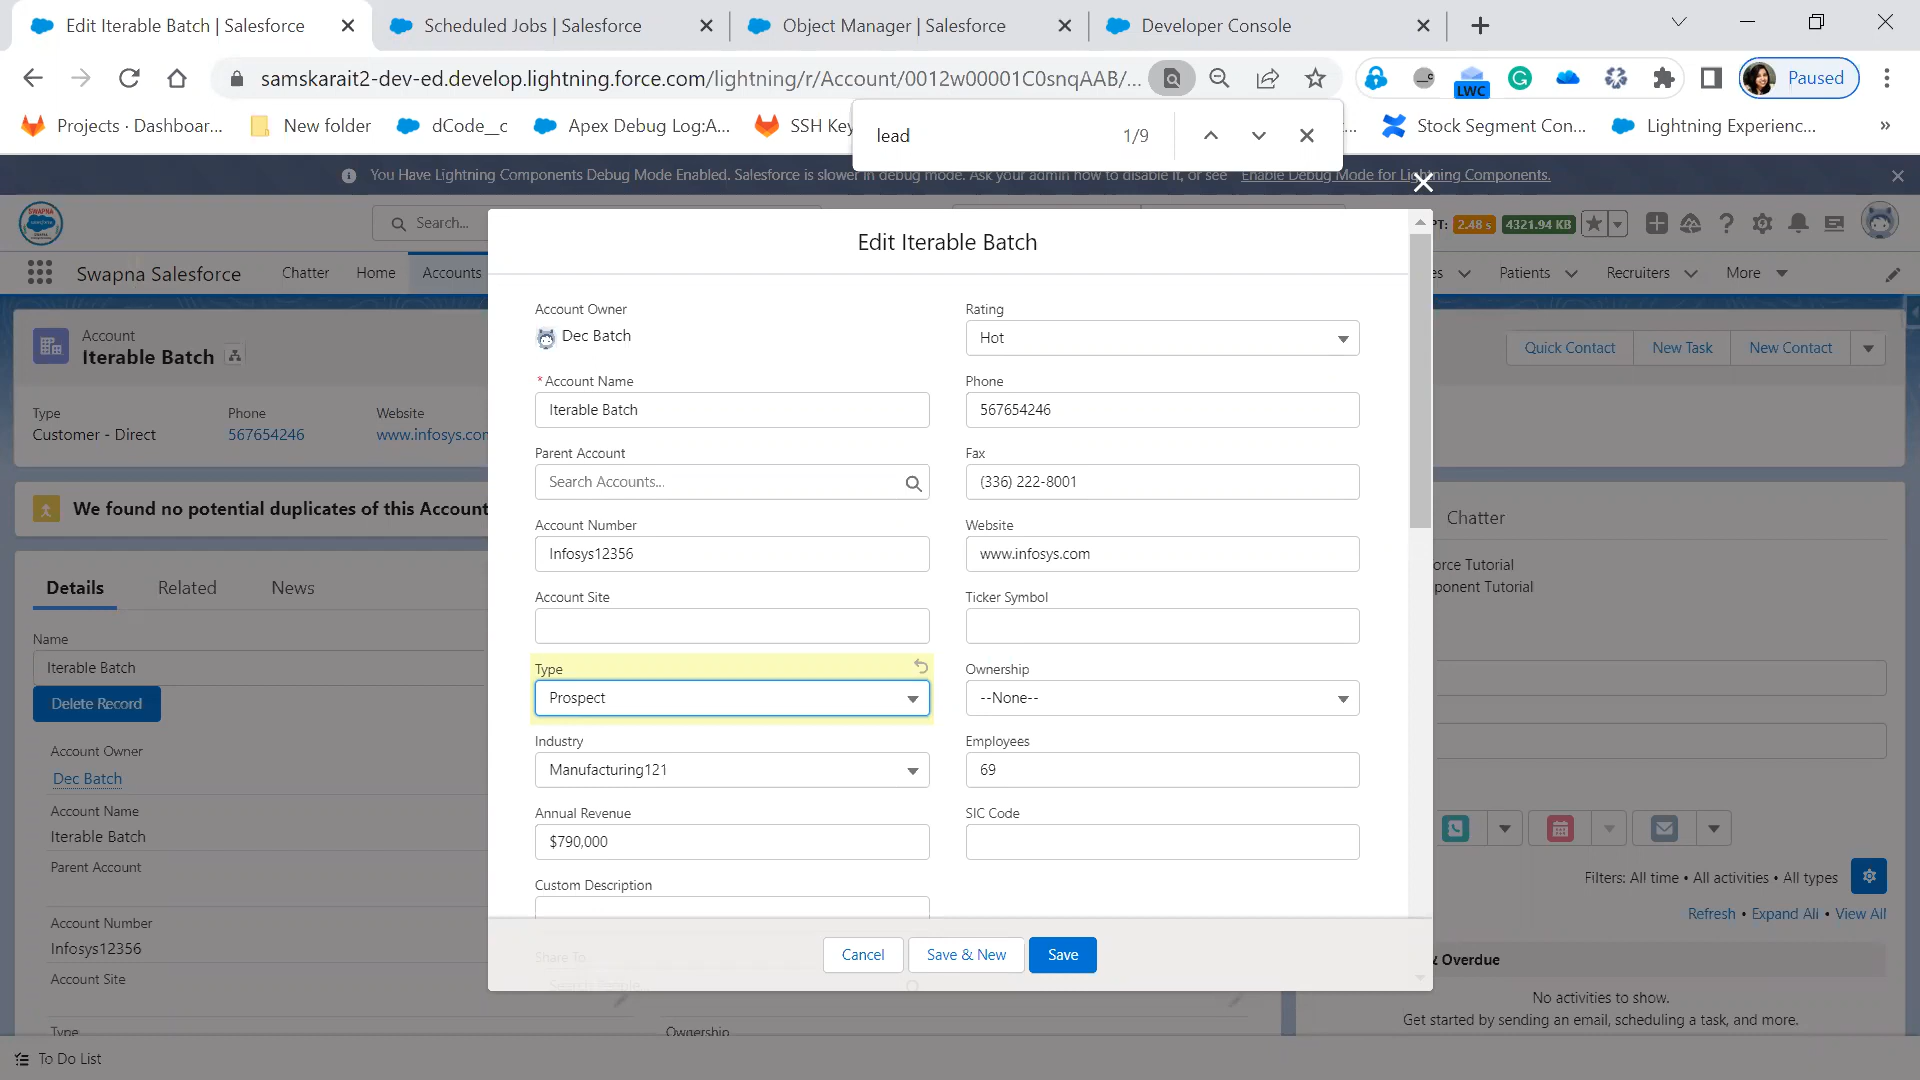 Edit Iterable Batch | Salesforce
Scheduled Jobs | Salesforce
Object Manager | Salesforce
Developer Console
samskarait2-dev-ed.develop.lightning.force.com/lightning/r/Account/0012w00001C0snqAAB/...
LWC
Paused
Projects · Dashboar...
New folder
dCode__c
Apex Debug Log:A...
SSH Key
Stock Segment Con...
Lightning Experienc...
lead
1/9
You Have Lightning Components Debug Mode Enabled. Salesforce is slower in debug mode. Ask your admin how to disable it, or see Enable Debug Mode for Lightning Components.
Search...
PT: 2.48 s
4321.94 KB
Swapna Salesforce
Chatter
Home
Accounts
es
Patients
Recruiters
More
Account
Iterable Batch
Quick Contact
New Task
New Contact
Type
Customer - Direct
Phone
567654246
Website
www.infosys.con
We found no potential duplicates of this Account
Details
Related
News
Name
Iterable Batch
Delete Record
Account Owner
Dec Batch
Account Name
Iterable Batch
Parent Account
Account Number
Infosys12356
Account Site
Type
Ownership
Edit Iterable Batch
Account Owner
Dec Batch
Rating
Hot
*Account Name
Iterable Batch
Phone
567654246
Parent Account
Search Accounts...
Fax
(336) 222-8001
Account Number
Infosys12356
Website
www.infosys.com
Account Site
Ticker Symbol
Type
Prospect
Ownership
--None--
Industry
Manufacturing121
Employees
69
Annual Revenue
$790,000
SIC Code
Custom Description
Share To
Cancel
Save & New
Save
Chatter
orce Tutorial
ponent Tutorial
Filters: All time • All activities • All types
Refresh • Expand All • View All
& Overdue
No activities to show.
Get started by sending an email, scheduling a task, and more.
To Do List